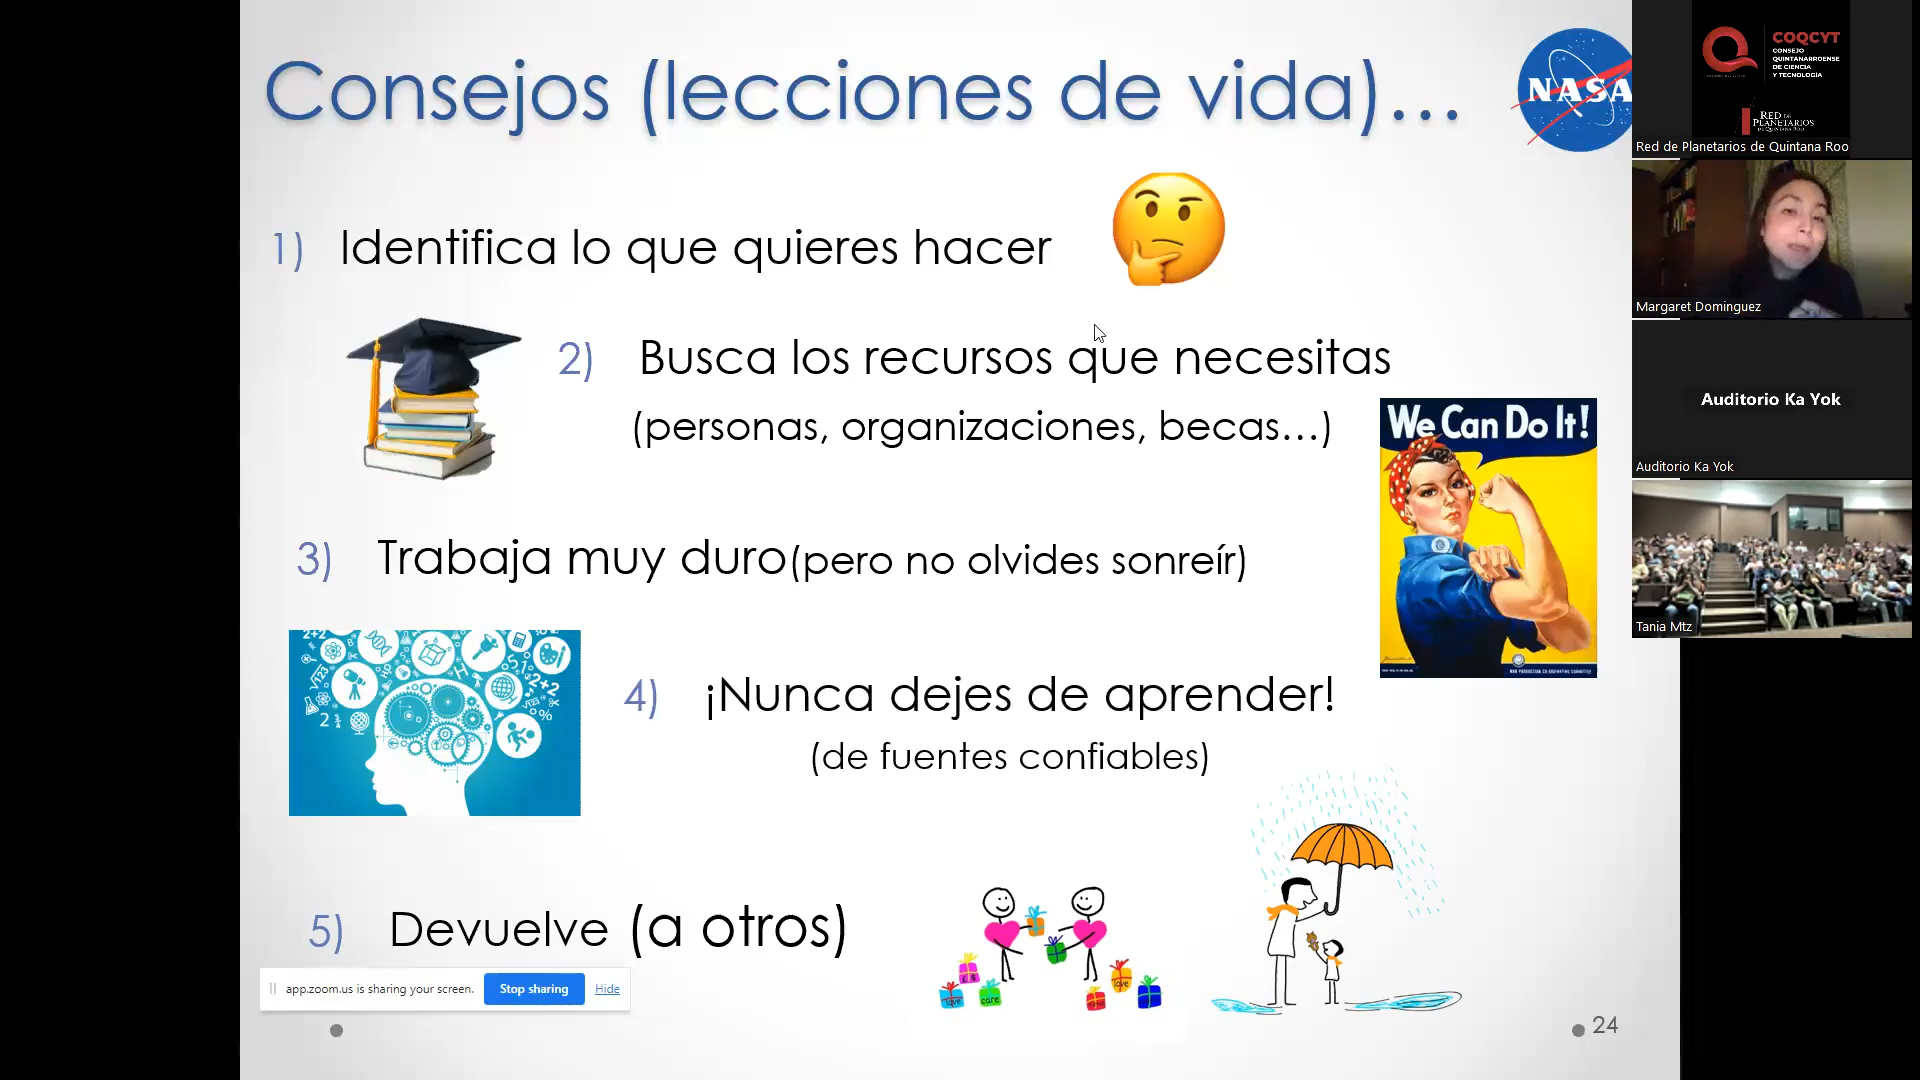 Consejos (lecciones de vida)...
NASA
1) Identifica lo que quieres hacer
2) Busca los recursos que necesitas
(personas, organizaciones, becas...)
We Can Do It!
3) Trabaja muy duro(pero no olvides sonreír)
4) ¡Nunca dejes de aprender!
(de fuentes confiables)
5) Devuelve (a otros)
love
care
love
app.zoom.us is sharing your screen.
Stop sharing
Hide
24
COQCYT
CONSEJO
QUINTANARROENSE
DE CIENCIA
Y TECNOLOGÍA
RED DE
PLANETARIOS
DE QUINTANA ROO
Red de Planetarios de Quintana Roo
Margaret Dominguez
Auditorio Ka Yok
Auditorio Ka Yok
Tania Mtz